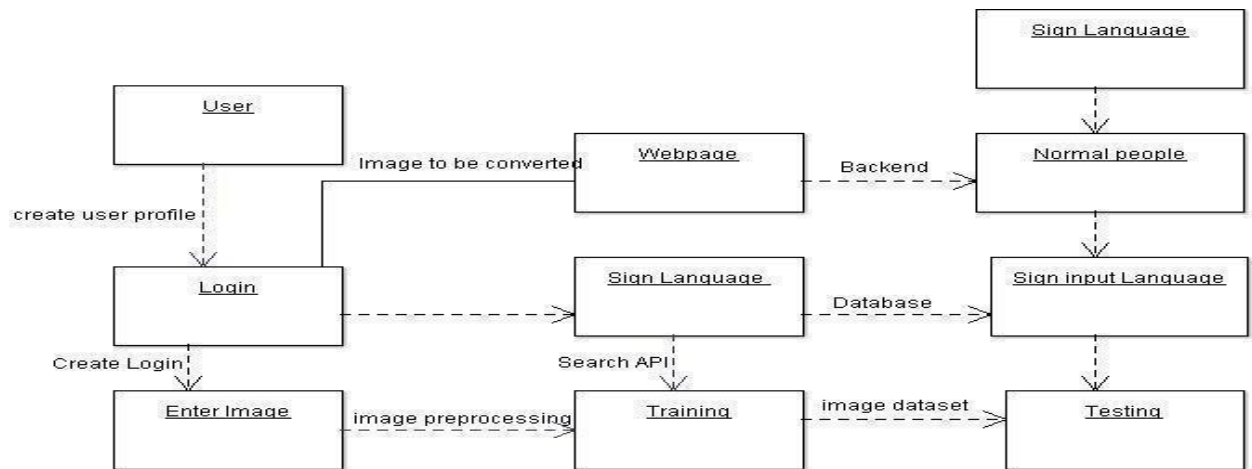 Sign Language
User
Image to be converted
Webpage
Backend
Normal people
create user profile
Login
Sign Language
Database
Sign input Language
Create Login
Search API
Enter Image
image preprocessing
Training
image dataset
Testing